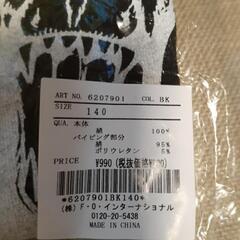 ART NO. 6207901 COL. BK
SIZE 140
QUA. 本体
綿 100%
パイピング部分
綿 95%
ポリウレタン 5%
PRICE ¥990 (税抜価格¥900)
*6207901BK140*
(株)F・O・インターナショナル
0120-20-5438
MADE IN CHINA